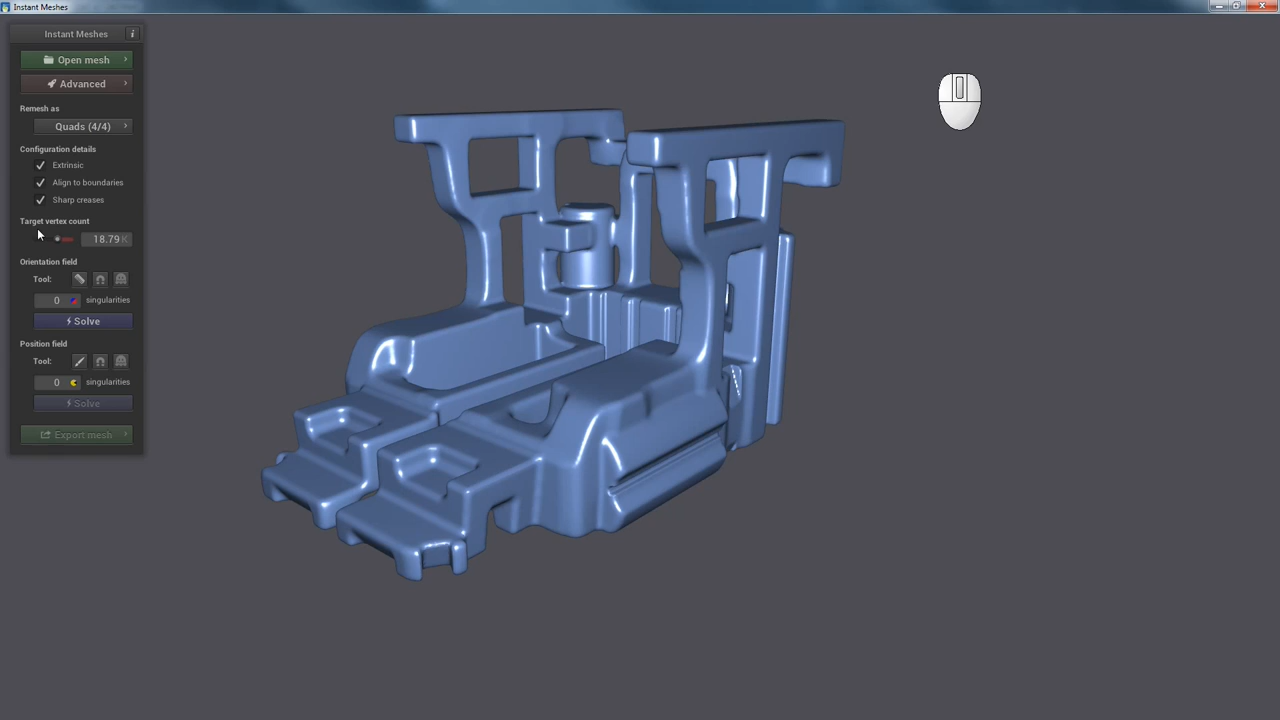 Instant Meshes
Instant Meshes i
Open mesh
Advanced
Remesh as
Quads (4/4)
Configuration details
Extrinsic
Align to boundaries
Sharp creases
Target vertex count
18.79 K
Orientation field
Tool:
0 singularities
Solve
Position field
Tool:
0 singularities
Solve
Export mesh